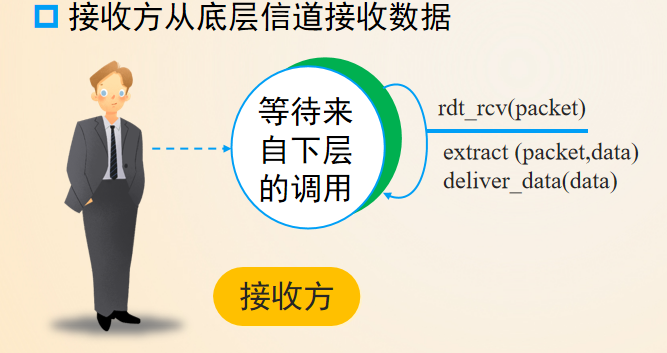 接收方从底层信道接收数据
等待来
自下层
的调用
rdt_rcv(packet)
extract (packet,data)
deliver_data(data)
接收方